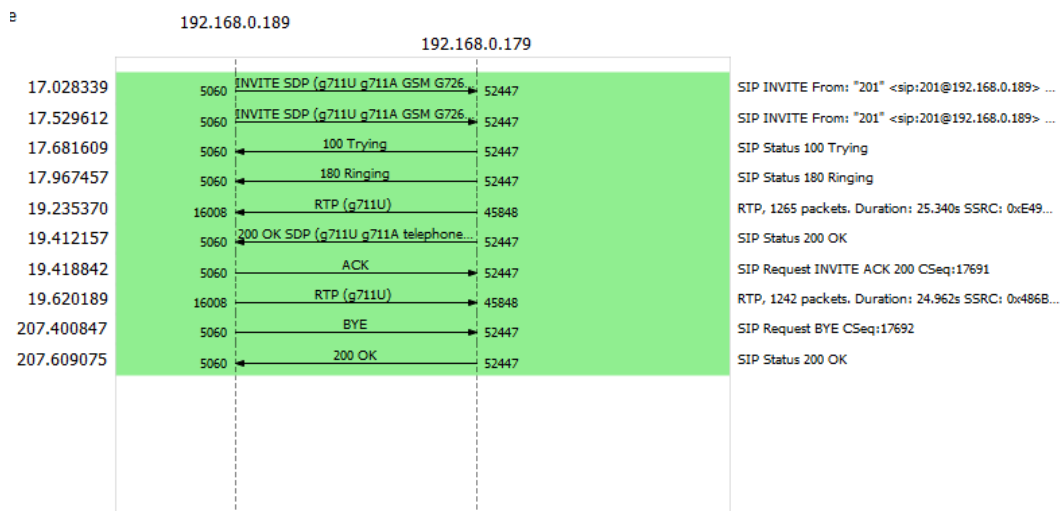 e
192.168.0.189
192.168.0.179
17.028339 5060 INVITE SDP (g711U g711A GSM G726... 52447 SIP INVITE From: "201" <sip:201@192.168.0.189> ...
17.529612 5060 INVITE SDP (g711U g711A GSM G726... 52447 SIP INVITE From: "201" <sip:201@192.168.0.189> ...
17.681609 5060 100 Trying 52447 SIP Status 100 Trying
17.967457 5060 180 Ringing 52447 SIP Status 180 Ringing
19.235370 16008 RTP (g711U) 45848 RTP, 1265 packets. Duration: 25.340s SSRC: 0xE49...
19.412157 5060 200 OK SDP (g711U g711A telephone... 52447 SIP Status 200 OK
19.418842 5060 ACK 52447 SIP Request INVITE ACK 200 CSeq:17691
19.620189 16008 RTP (g711U) 45848 RTP, 1242 packets. Duration: 24.962s SSRC: 0x486B...
207.400847 5060 BYE 52447 SIP Request BYE CSeq:17692
207.609075 5060 200 OK 52447 SIP Status 200 OK